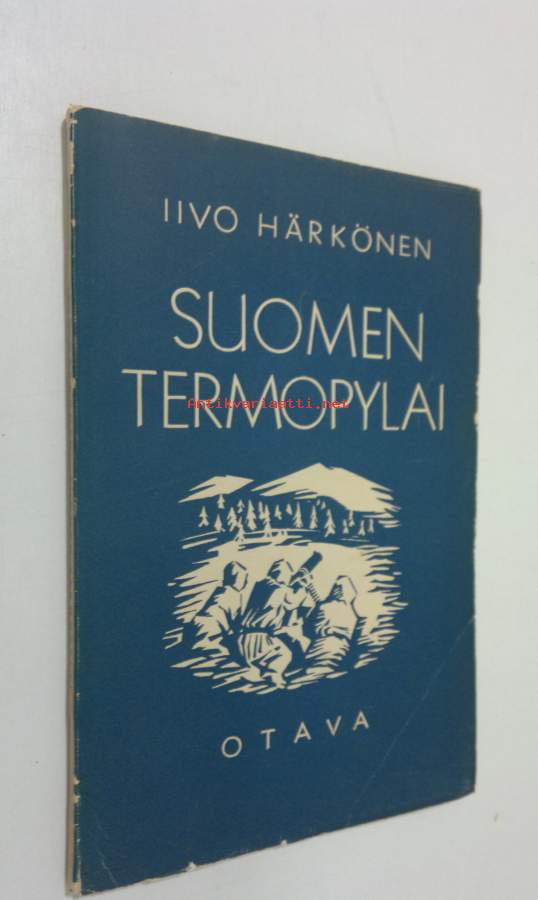 IIVO HÄRKÖNEN
SUOMEN
TERMOPYLAI
Antikvariaatti.net
OTAVA